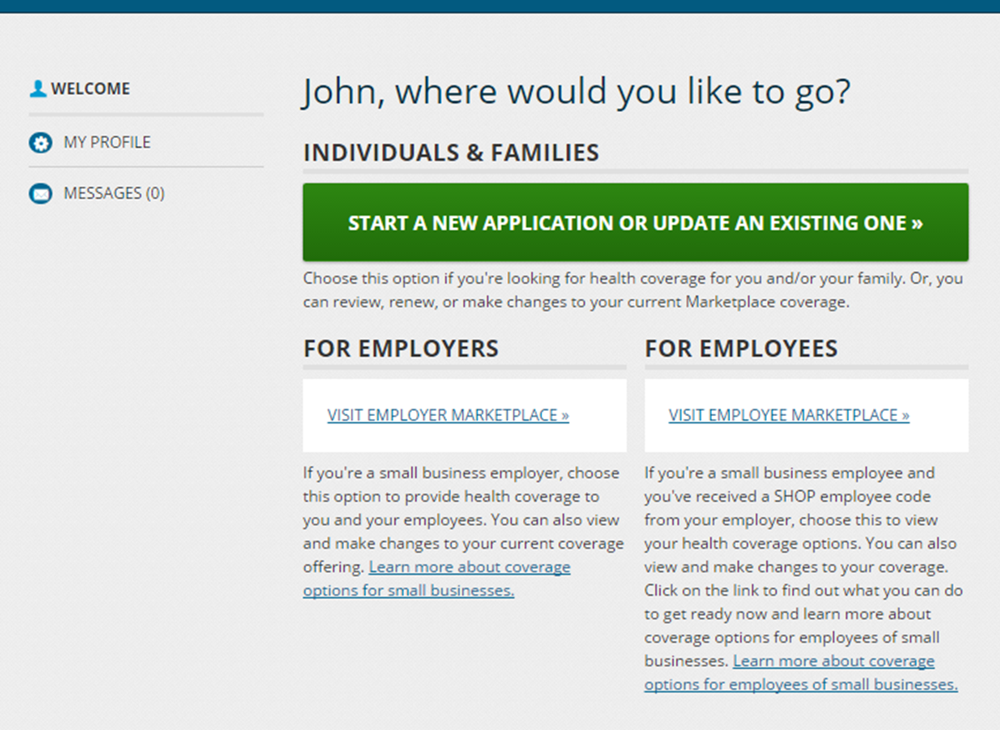 WELCOME
MY PROFILE
MESSAGES (0)
John, where would you like to go?
INDIVIDUALS & FAMILIES
START A NEW APPLICATION OR UPDATE AN EXISTING ONE »
Choose this option if you're looking for health coverage for you and/or your family. Or, you
can review, renew, or make changes to your current Marketplace coverage.
FOR EMPLOYERS
VISIT EMPLOYER MARKETPLACE »
If you're a small business employer, choose
this option to provide health coverage to
you and your employees. You can also view
and make changes to your current coverage
offering. Learn more about coverage
options for small businesses.
FOR EMPLOYEES
VISIT EMPLOYEE MARKETPLACE »
If you're a small business employee and
you've received a SHOP employee code
from your employer, choose this to view
your health coverage options. You can also
view and make changes to your coverage.
Click on the link to find out what you can do
to get ready now and learn more about
coverage options for employees of small
businesses. Learn more about coverage
options for employees of small businesses.